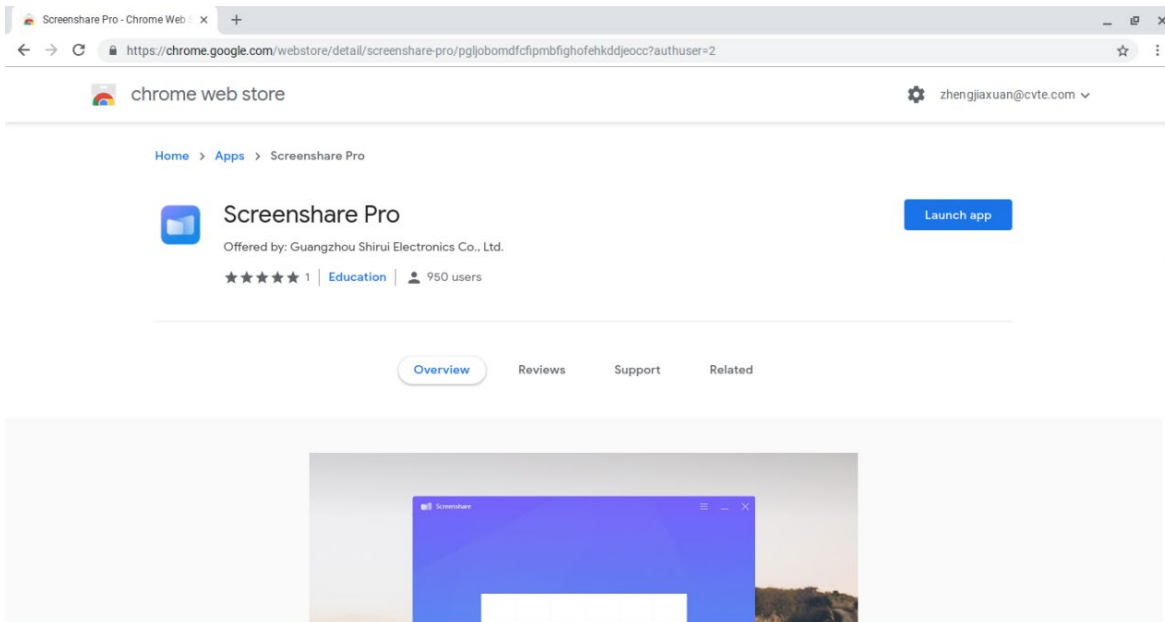 Screenshare Pro - Chrome Web S
https://chrome.google.com/webstore/detail/screenshare-pro/pgljobomdfcfipmbfighofehkddjeocc?authuser=2
chrome web store
zhengjiaxuan@cvte.com
Home > Apps > Screenshare Pro
Screenshare Pro
Launch app
Offered by: Guangzhou Shirui Electronics Co., Ltd.
★★★★★ 1 | Education | 950 users
Overview Reviews Support Related
Screenshare